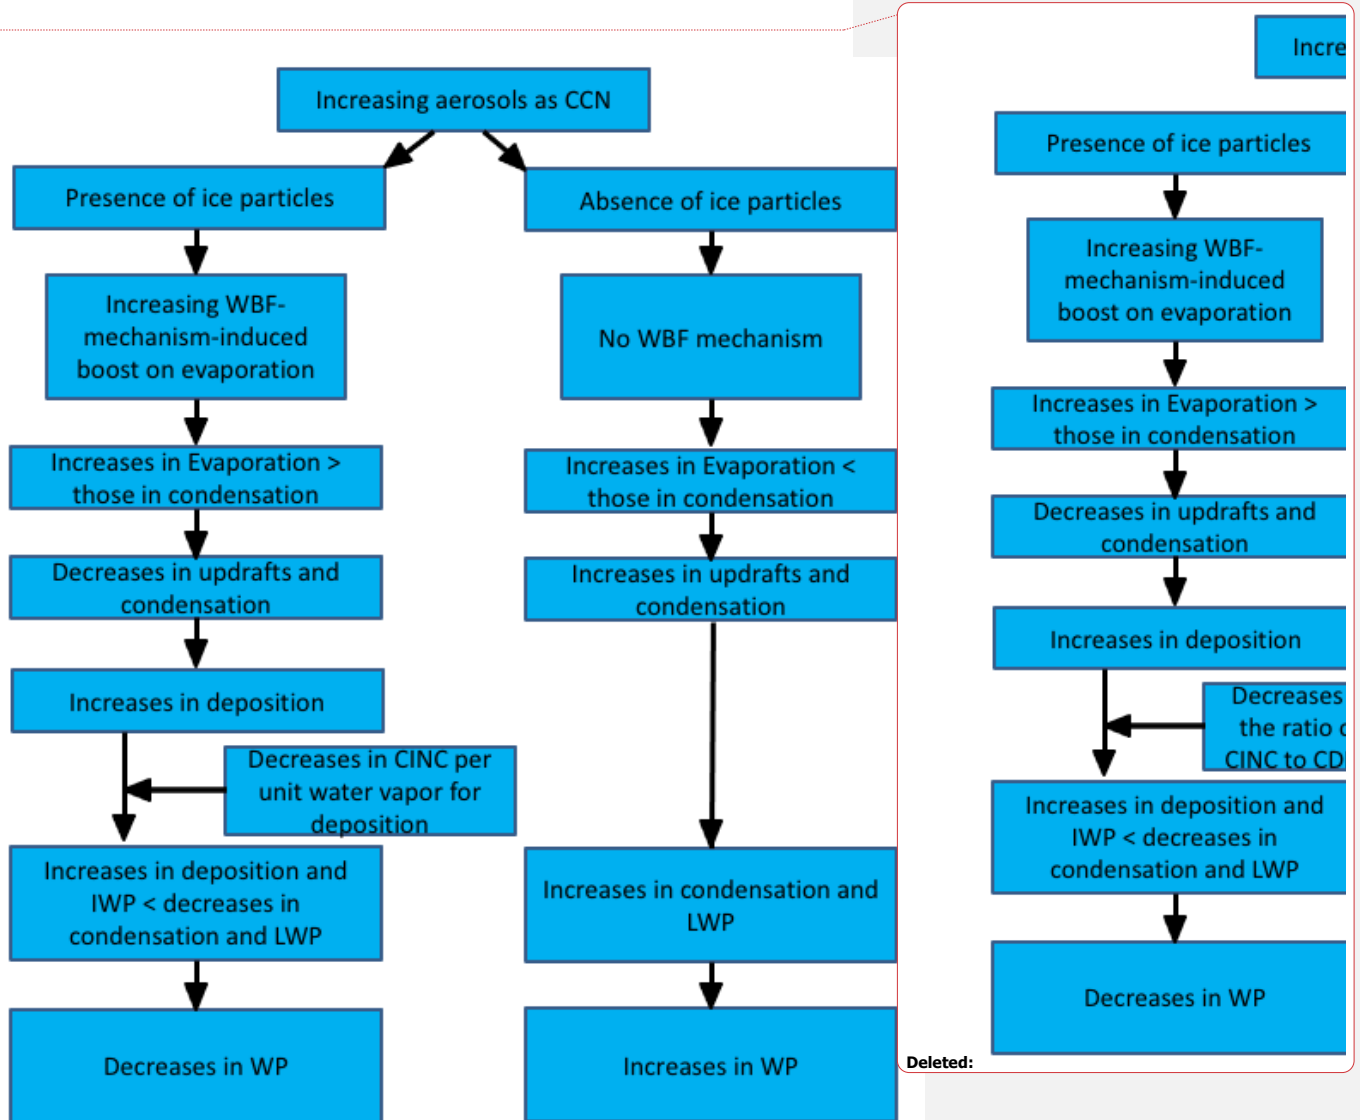 Increasing aerosols as CCN
Presence of ice particles
Absence of ice particles
Increasing WBF-
mechanism-induced
boost on evaporation
No WBF mechanism
Increases in Evaporation >
those in condensation
Increases in Evaporation <
those in condensation
Decreases in updrafts and
condensation
Increases in updrafts and
condensation
Increases in deposition
Decreases in CINC per
unit water vapor for
deposition
Increases in deposition and
IWP < decreases in
condensation and LWP
Increases in condensation and
LWP
Decreases in WP
Increases in WP
Incre
Presence of ice particles
Increasing WBF-
mechanism-induced
boost on evaporation
Increases in Evaporation >
those in condensation
Decreases in updrafts and
condensation
Increases in deposition
Decreases
the ratio
CINC to CD
Increases in deposition and
IWP < decreases in
condensation and LWP
Decreases in WP
Deleted: